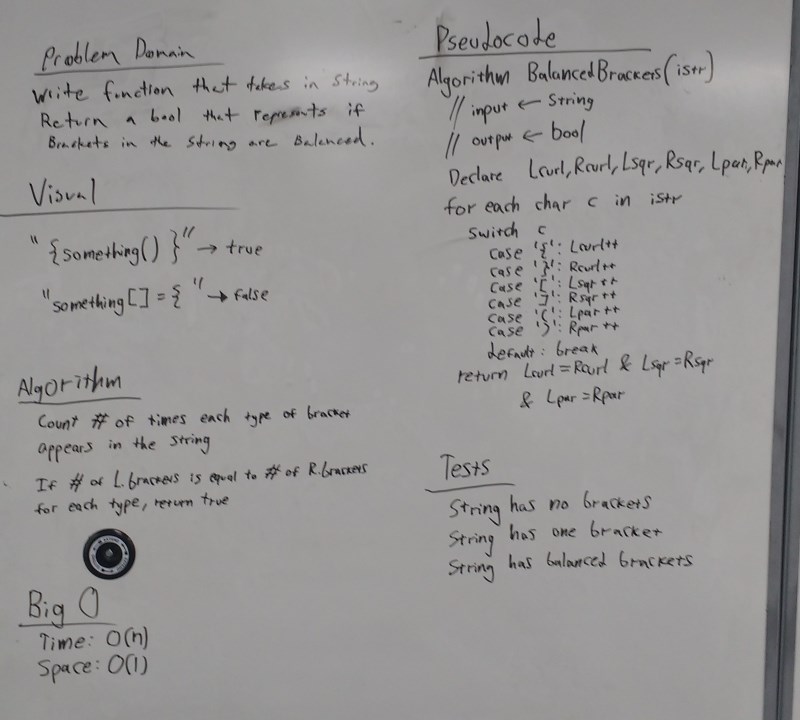 Problem Domain
Write function that takes in String
Return a bool that represents if
Brackets in the String are Balanced.
Visual
"{something() }" → true
"something[] = { " → false
Algorithm
Count # of times each type of bracket
appears in the string
If # of L.brackets is equal to # of R.brackets
for each type, return true
Big O
Time: O(n)
Space: O(1)
Pseudocode
Algorithm BalancedBrackets(istr)
// input ← String
// output ← bool
Declare Lcurl, Rcurl, Lsqr, Rsqr, Lpar, Rpar
for each char c in istr
switch c
case '{': Lcurl++
case '}': Rcurl++
case '[': Lsqr++
case ']': Rsqr++
case '(': Lpar++
case ')': Rpar++
default: break
return Lcurl = Rcurl & Lsqr = Rsqr
& Lpar = Rpar
Tests
String has no brackets
String has one bracket
String has balanced brackets